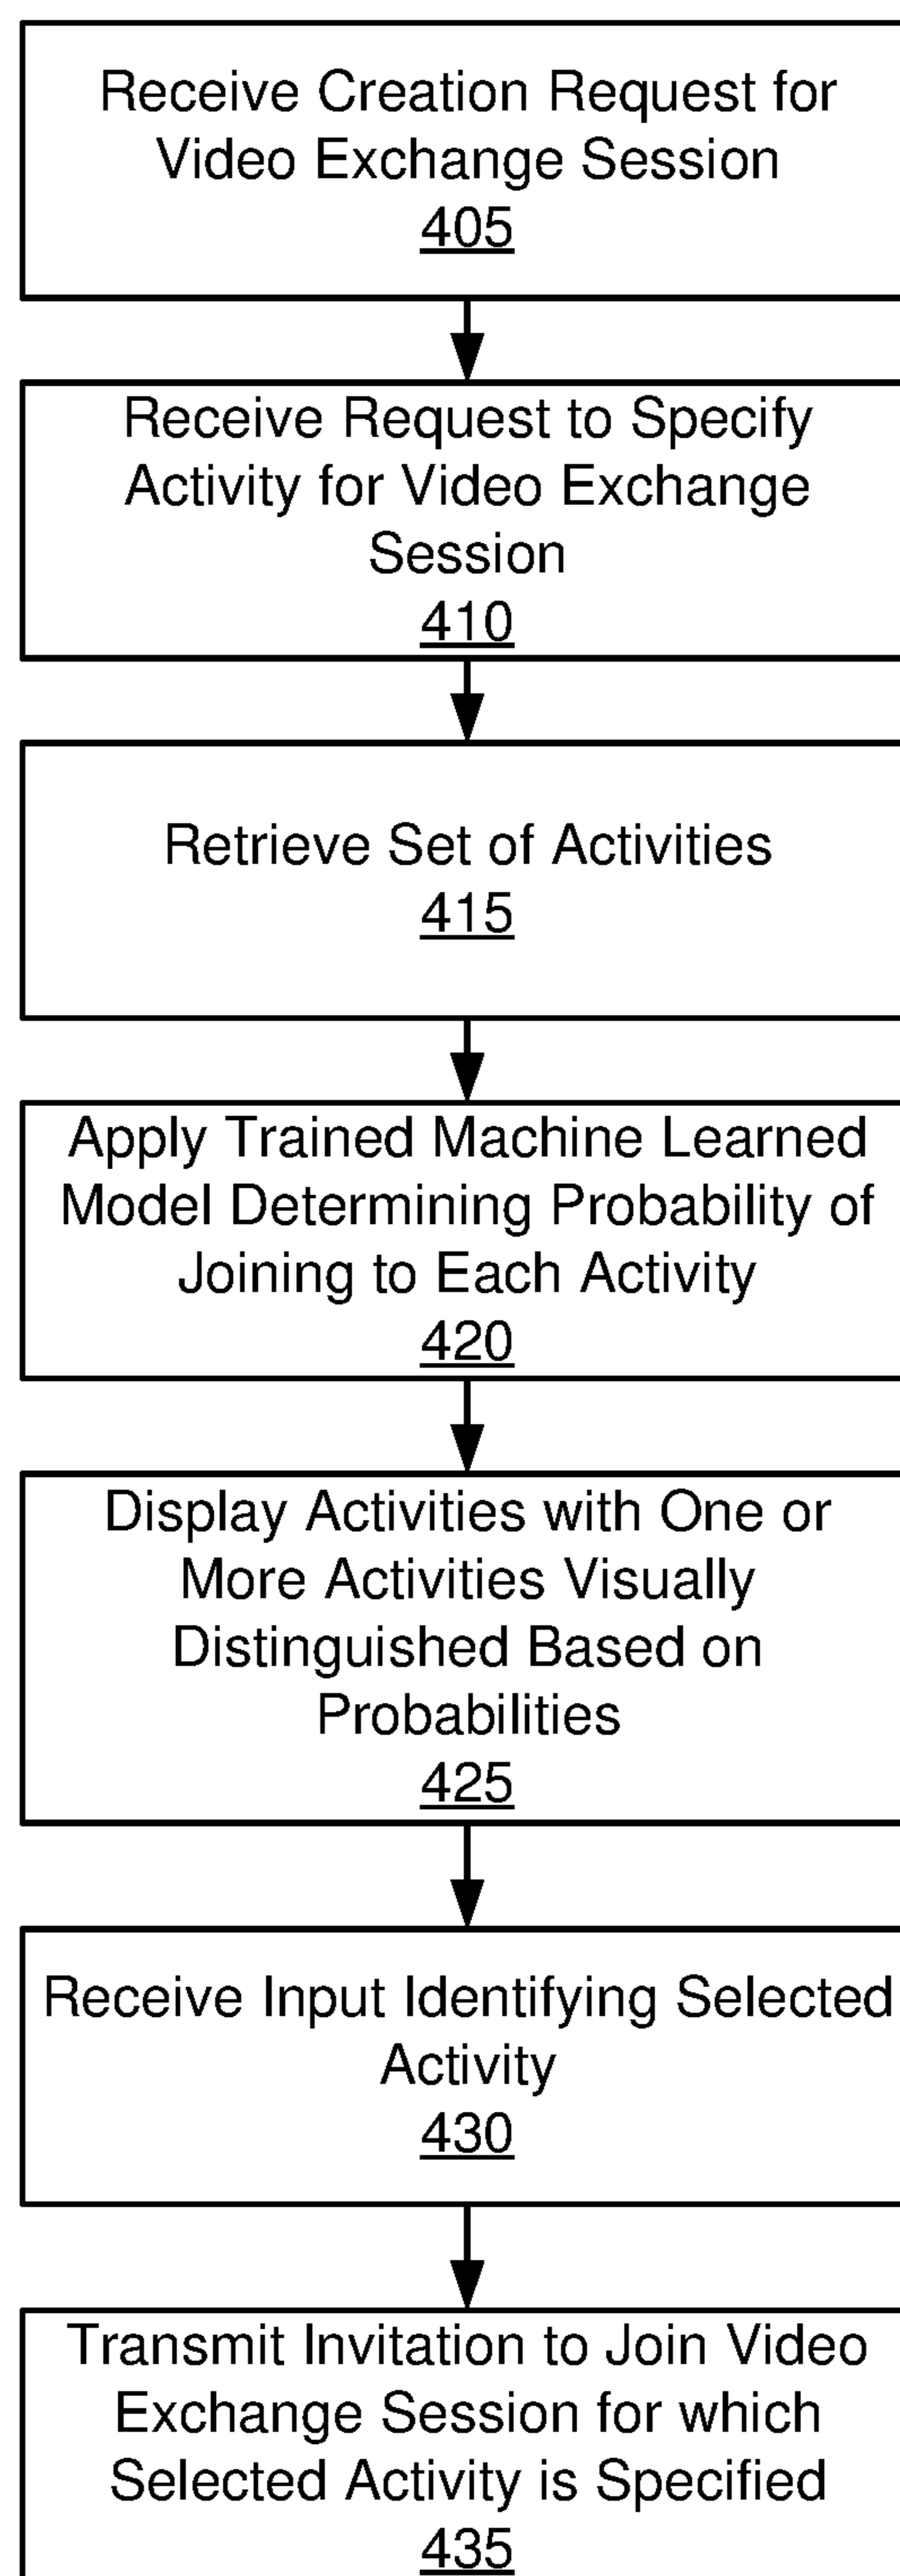 Receive Creation Request for
Video Exchange Session
405
Receive Request to Specify
Activity for Video Exchange
Session
410
Retrieve Set of Activities
415
Apply Trained Machine Learned
Model Determining Probability of
Joining to Each Activity
420
Display Activities with One or
More Activities Visually
Distinguished Based on
Probabilities
425
Receive Input Identifying Selected
Activity
430
Transmit Invitation to Join Video
Exchange Session for which
Selected Activity is Specified
435